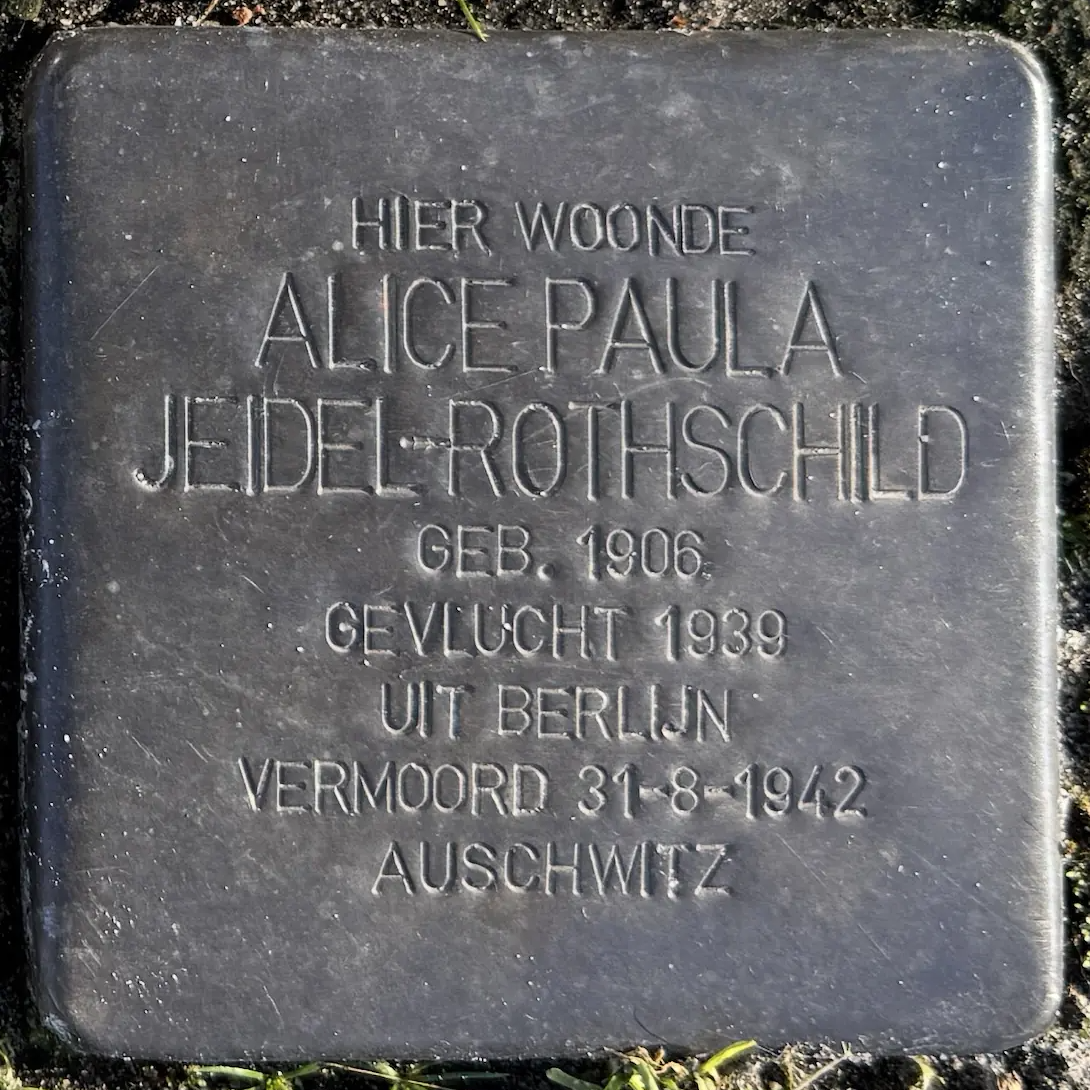 HIER WOONDE
ALICE PAULA
JEIDEL-ROTHSCHILD
GEB. 1906
GEVLUCHT 1939
UIT BERLIJN
VERMOORD 31-8-1942
AUSCHWITZ